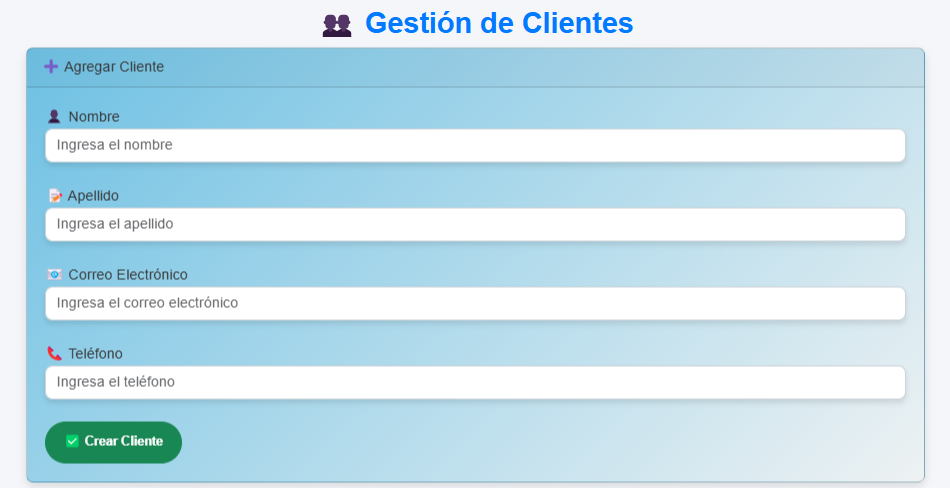 Gestión de Clientes
Agregar Cliente
Nombre
Ingresa el nombre
Apellido
Ingresa el apellido
Correo Electrónico
Ingresa el correo electrónico
Teléfono
Ingresa el teléfono
Crear Cliente